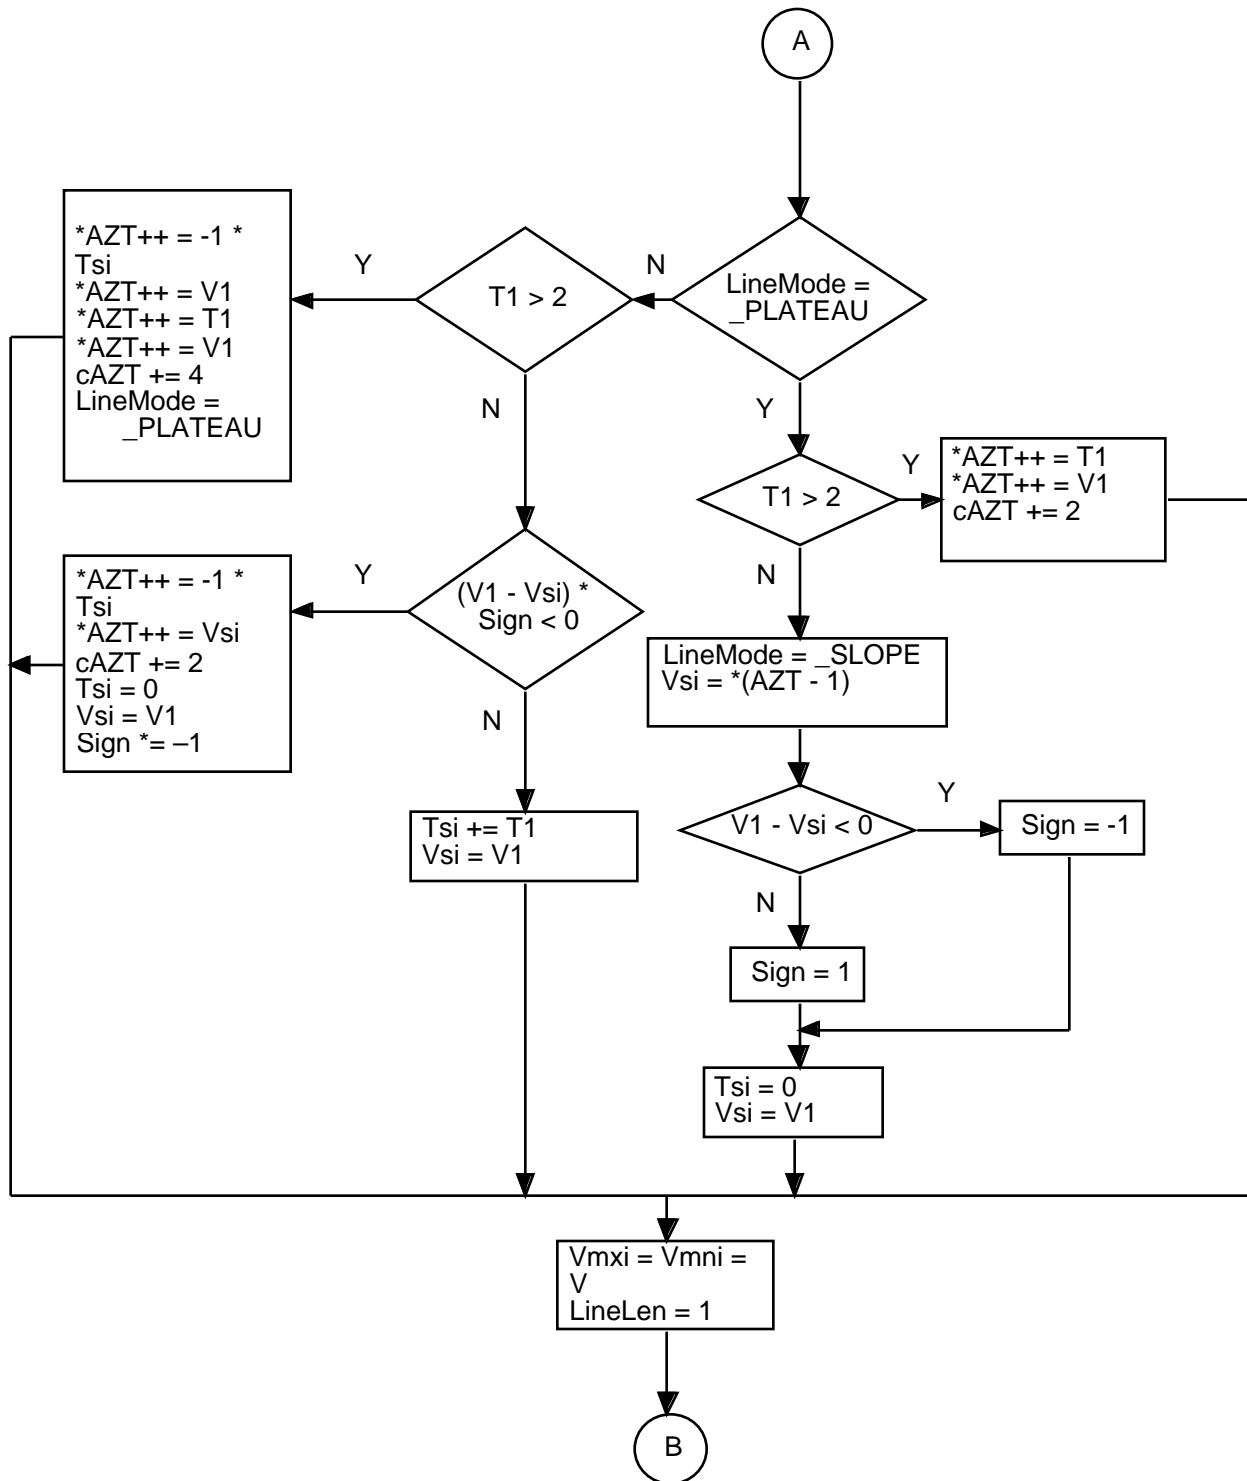 A
LineMode =
_PLATEAU
N
T1 > 2
Y
*AZT++ = -1 *
Tsi
*AZT++ = V1
*AZT++ = T1
*AZT++ = V1
cAZT += 4
LineMode =
_PLATEAU
N
Y
T1 > 2
Y
*AZT++ = T1
*AZT++ = V1
cAZT += 2
(V1 - Vsi) *
Sign < 0
Y
*AZT++ = -1 *
Tsi
*AZT++ = Vsi
cAZT += 2
Tsi = 0
Vsi = V1
Sign *= –1
N
LineMode = _SLOPE
Vsi = *(AZT - 1)
N
Tsi += T1
Vsi = V1
V1 - Vsi < 0
Y
Sign = -1
N
Sign = 1
Tsi = 0
Vsi = V1
Vmxi = Vmni =
V
LineLen = 1
B